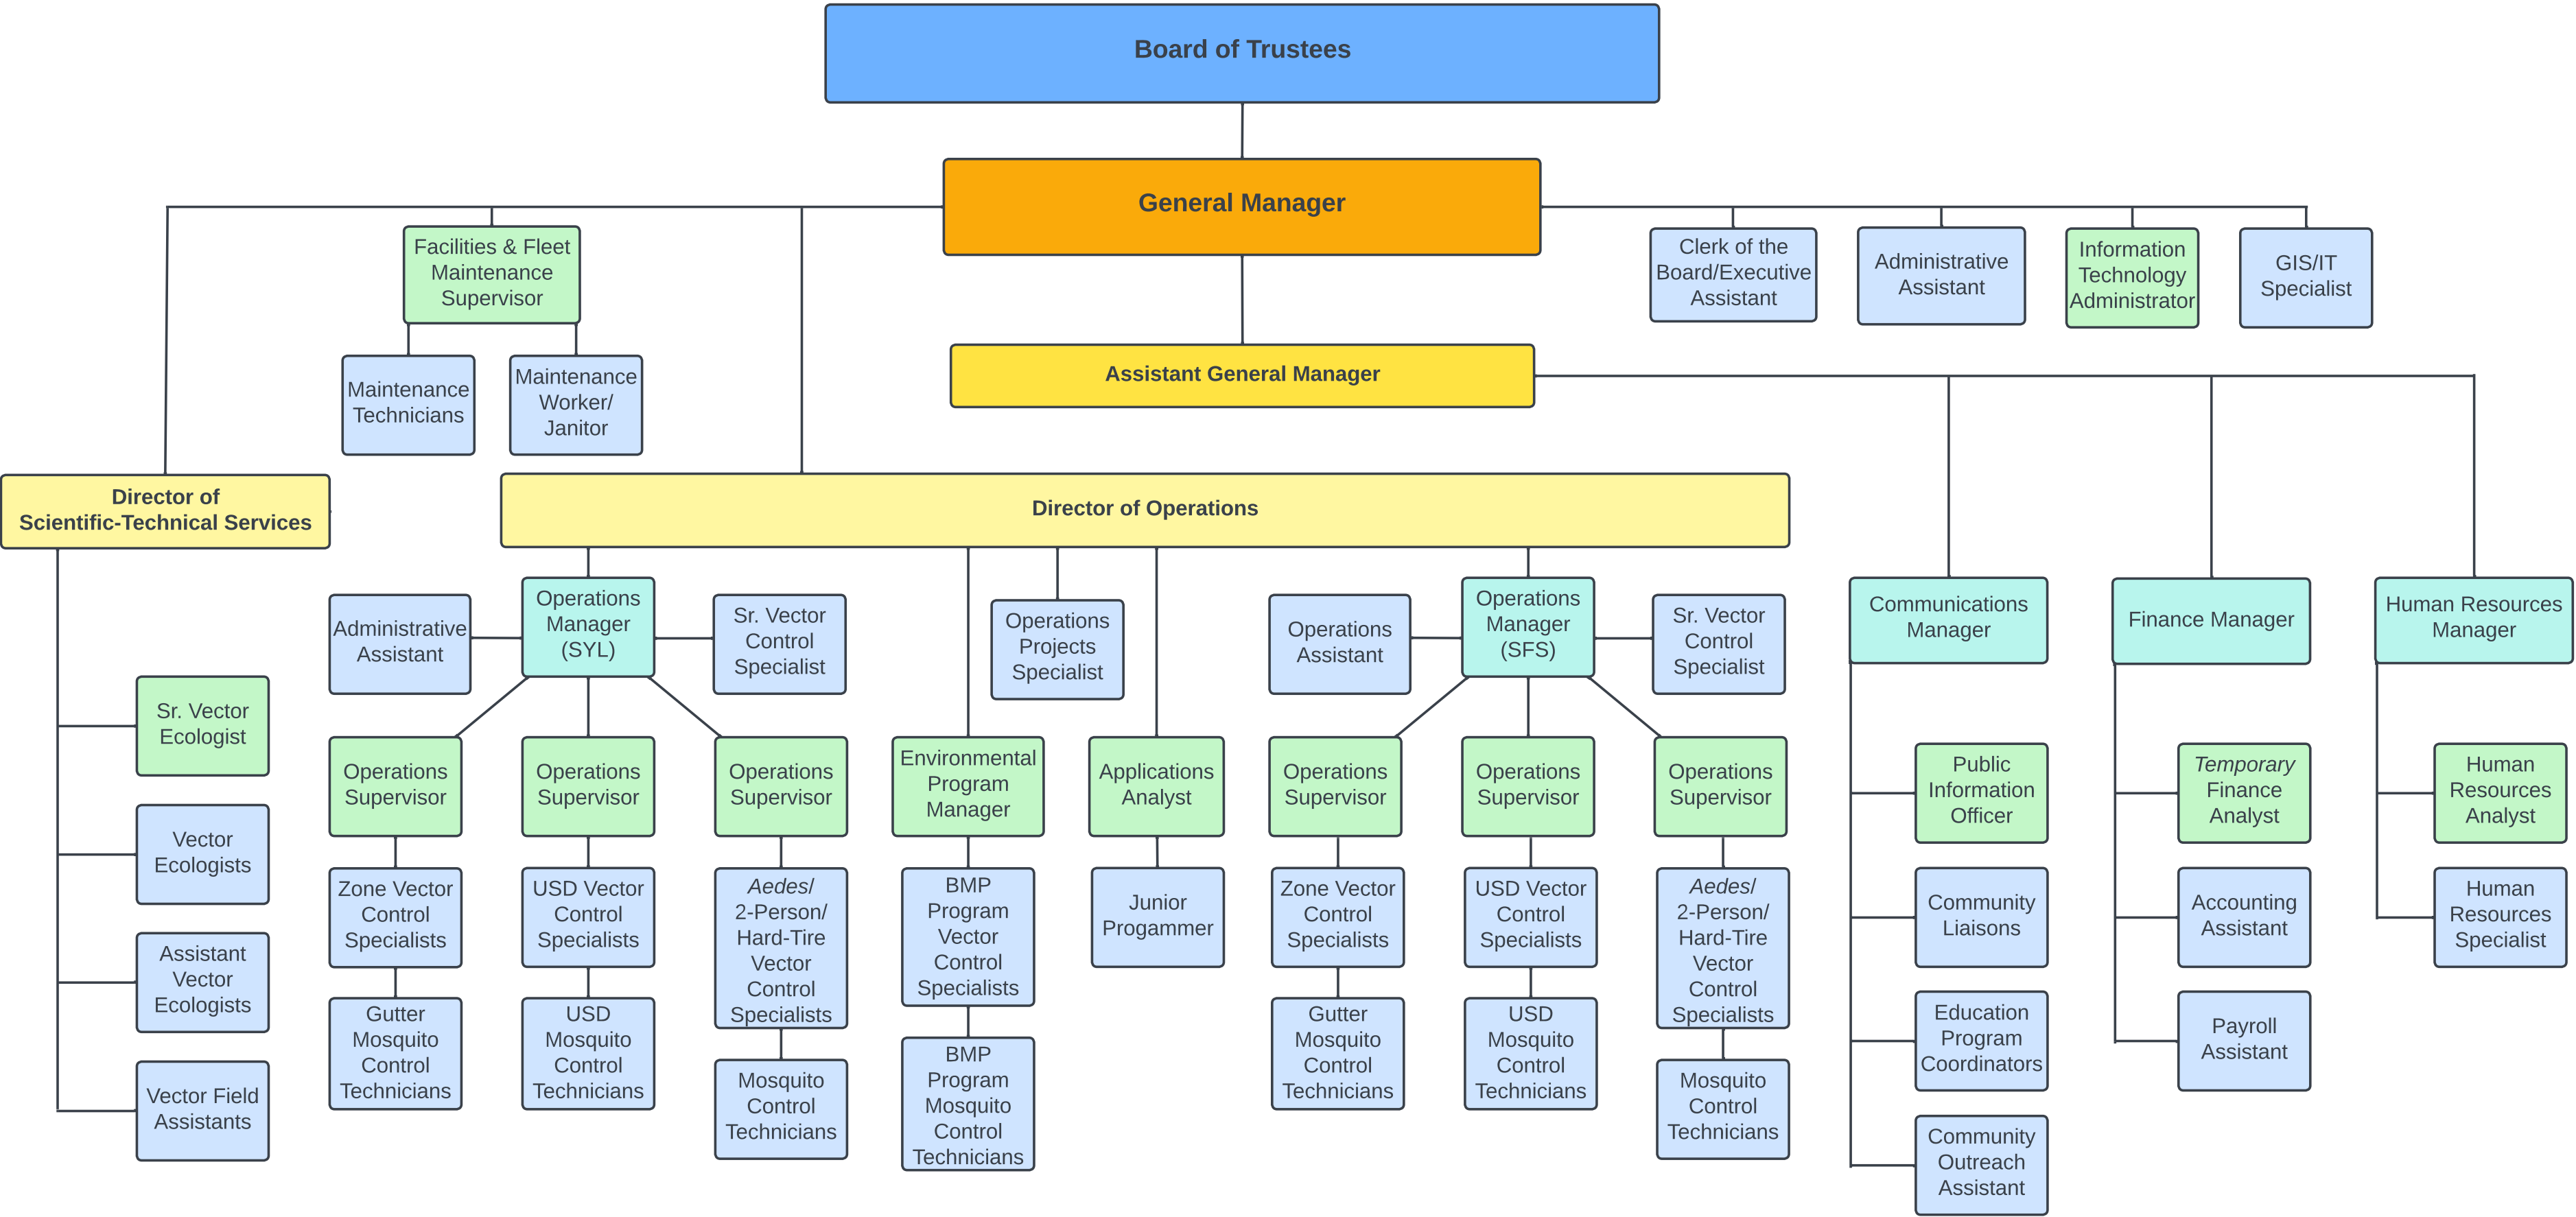 Board of Trustees
General Manager
Facilities & Fleet
Maintenance
Supervisor
Clerk of the
Board/Executive
Assistant
Administrative
Assistant
Information
Technology
Administrator
GIS/IT
Specialist
Maintenance
Technicians
Maintenance
Worker/
Janitor
Assistant General Manager
Director of
Scientific-Technical Services
Director of Operations
Administrative
Assistant
Operations
Manager
(SYL)
Sr. Vector
Control
Specialist
Operations
Projects
Specialist
Operations
Assistant
Operations
Manager
(SFS)
Sr. Vector
Control
Specialist
Communications
Manager
Finance Manager
Human Resources
Manager
Sr. Vector
Ecologist
Vector
Ecologists
Assistant
Vector
Ecologists
Vector Field
Assistants
Operations
Supervisor
Operations
Supervisor
Operations
Supervisor
Environmental
Program
Manager
Applications
Analyst
Operations
Supervisor
Operations
Supervisor
Operations
Supervisor
Zone Vector
Control
Specialists
USD Vector
Control
Specialists
Aedes/
2-Person/
Hard-Tire
Vector
Control
Specialists
BMP
Program
Vector
Control
Specialists
Junior
Progammer
Zone Vector
Control
Specialists
USD Vector
Control
Specialists
Aedes/
2-Person/
Hard-Tire
Vector
Control
Specialists
Gutter
Mosquito
Control
Technicians
USD
Mosquito
Control
Technicians
Mosquito
Control
Technicians
BMP
Program
Mosquito
Control
Technicians
Gutter
Mosquito
Control
Technicians
USD
Mosquito
Control
Technicians
Mosquito
Control
Technicians
Public
Information
Officer
Community
Liaisons
Education
Program
Coordinators
Community
Outreach
Assistant
Temporary
Finance
Analyst
Accounting
Assistant
Payroll
Assistant
Human
Resources
Analyst
Human
Resources
Specialist